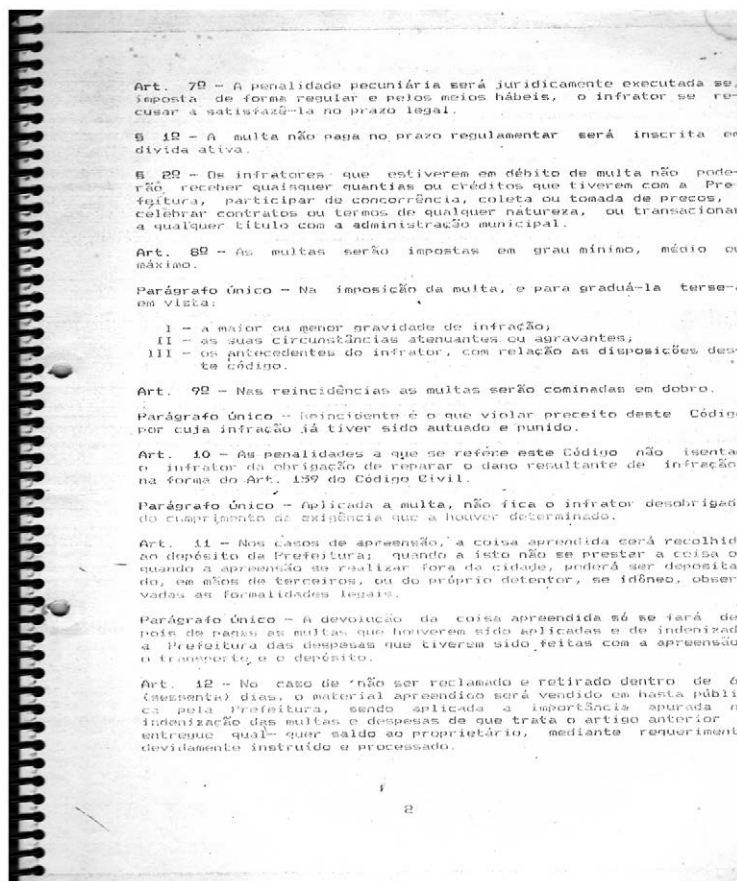 Art. 7º - A penalidade pecuniária será juridicamente executada se,
imposta de forma regular e pelos meios hábeis, o infrator se re-
cusar a satisfazê-la no prazo legal.
§ 1º - A multa não paga no prazo regulamentar será inscrita em
dívida ativa.
§ 2º - Os infratores que estiverem em débito de multa não pode-
rão receber quaisquer quantias ou créditos que tiverem com a Pre-
feitura, participar de concorrência, coleta ou tomada de preços,
celebrar contratos ou termos de qualquer natureza, ou transacionar
a qualquer título com a administração municipal.
Art. 8º - As multas serão impostas em grau mínimo, médio ou
máximo.
Parágrafo único - Na imposição da multa, e para graduá-la terse-á
em vista:
I - a maior ou menor gravidade de infração;
II - as suas circunstâncias atenuantes ou agravantes;
III - os antecedentes do infrator, com relação as disposições des-
te código.
Art. 9º - Nas reincidências as multas serão cominadas em dobro.
Parágrafo único - Reincidente é o que violar preceito deste Código
por cuja infração já tiver sido autuado e punido.
Art. 10 - As penalidades a que se refere este Código não isenta
o infrator da obrigação de reparar o dano resultante de infração
na forma do Art. 159 do Código Civil.
Parágrafo único - Aplicada a multa, não fica o infrator desobrigad
do cumprimento da exigência que a houver determinado.
Art. 11 - Nos casos de apreensão, a coisa aprendida será recolhid
ao depósito da Prefeitura; quando a isto não se prestar a coisa o
quando a apreensão se realizar fora da cidade, poderá ser deposita
do, em mãos de terceiros, ou do próprio detentor, se idôneo, obser
vadas as formalidades legais.
Parágrafo único - A devolução da coisa apreendida só se fará de
pois de pagas as multas que houverem sido aplicadas e de indenizad
a Prefeitura das despesas que tiverem sido feitas com a apreensão
o transporte e o depósito.
Art. 12 - No caso de não ser reclamado e retirado dentro de 6
(sessenta) dias, o material apreendido será vendido em hasta públi
ca pela Prefeitura, sendo aplicada a importância apurada n
indenização das multas e despesas de que trata o artigo anterior
entregue qual- quer saldo ao proprietário, mediante requeriment
devidamente instruído e processado.
2